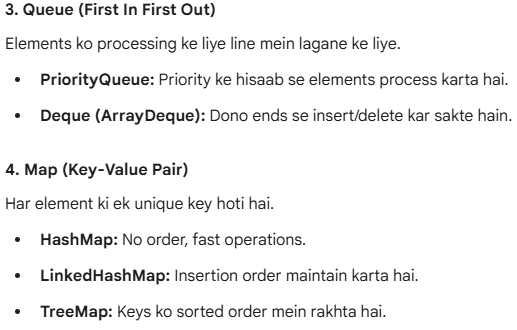 3. Queue (First In First Out)
Elements ko processing ke liye line mein lagane ke liye.
• PriorityQueue: Priority ke hisaab se elements process karta hai.
• Deque (ArrayDeque): Dono ends se insert/delete kar sakte hain.
4. Map (Key-Value Pair)
Har element ki ek unique key hoti hai.
• HashMap: No order, fast operations.
• LinkedHashMap: Insertion order maintain karta hai.
• TreeMap: Keys ko sorted order mein rakhta hai.